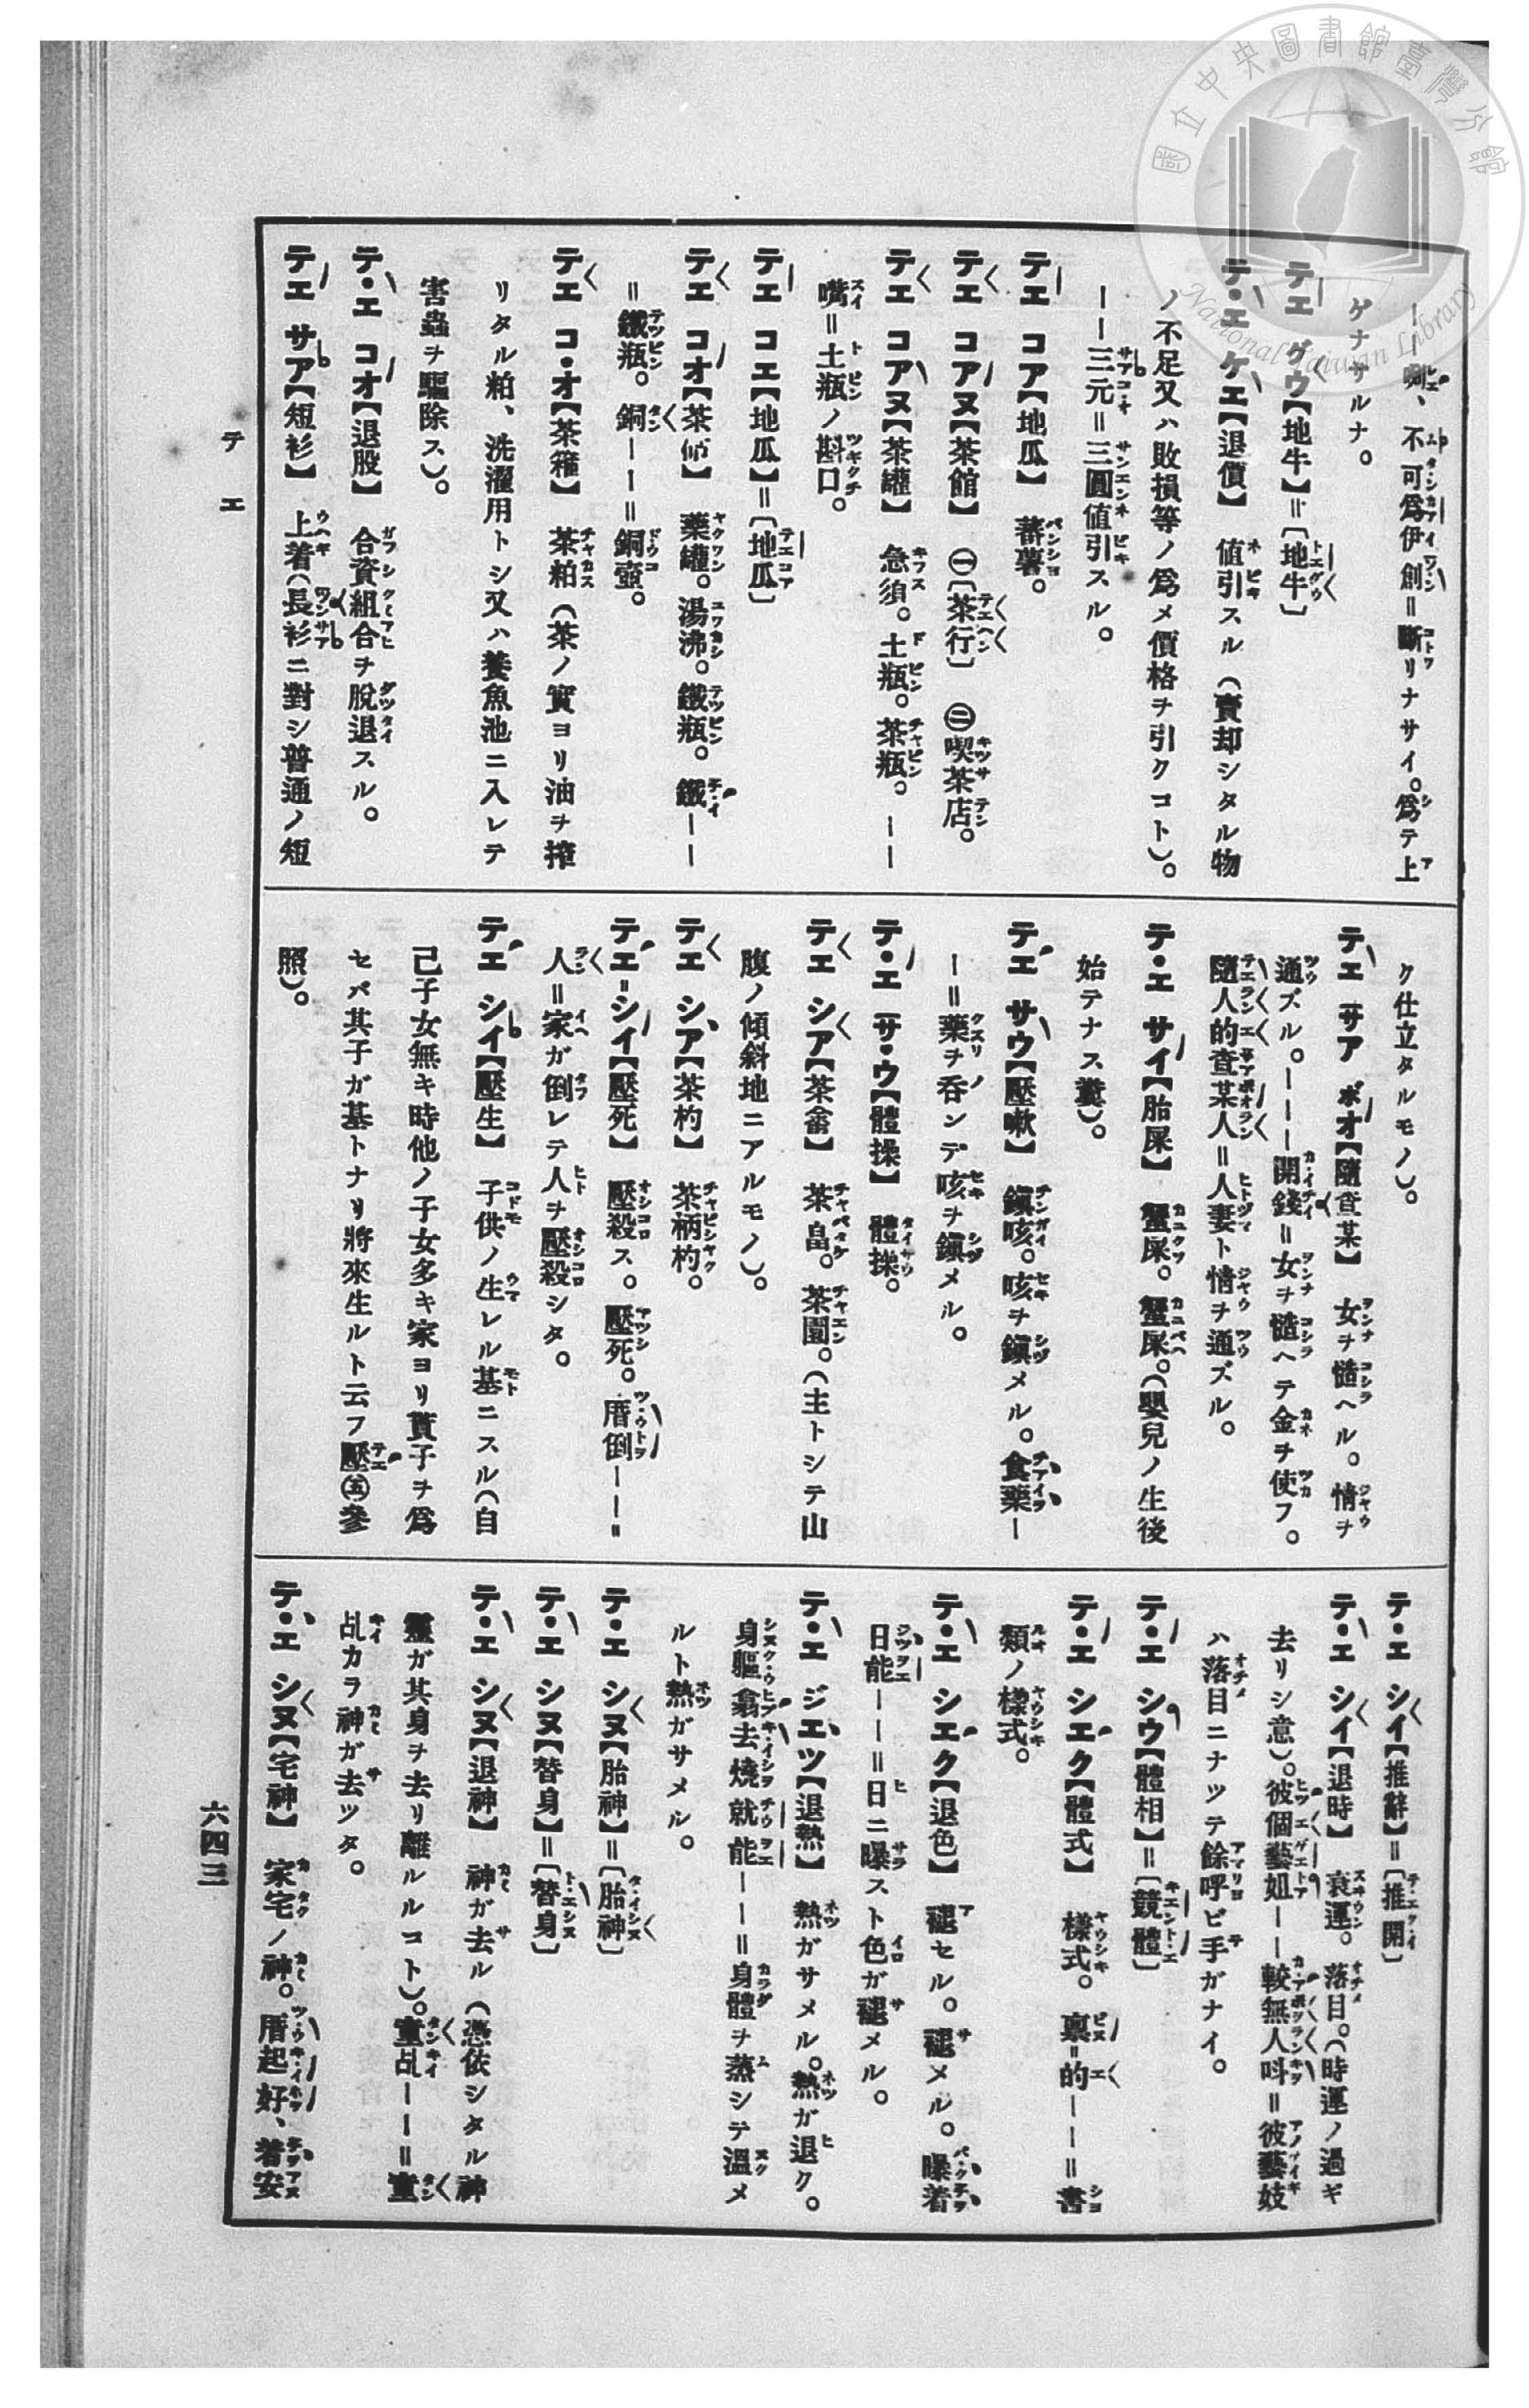 國立中央圖書館臺灣分館
National Taiwan Library
不可爲伊創＝斷リナサイ。爲テ上
ゲナサルナ。
テエ グウ【地牛】＝〔地牛〕
テ・エ ケエ【退價】 値引スル（賣却シタル物
ノ不足又ハ敗損等ノ爲メ價格ヲ引クコト）。
――三元＝三圓値引スル。
テエ コア【地瓜】 蕃薯。
テエ コアヌ【茶館】 ㊀〔茶行〕 ㊁喫茶店。
テエ コアヌ【茶罐】 急須。土瓶。茶瓶。――
嘴＝土瓶ノ斟口。
テエ コエ【地瓜】＝〔地瓜〕
テエ コオ【茶】 藥罐。湯沸。鐵瓶。鐵――
＝鐵瓶。銅――＝銅壺。
テエ コ・オ【茶箍】 茶粕（茶ノ實ヨリ油ヲ搾
リタル粕、洗濯用トシ又ハ養魚池ニ入レテ
害蟲ヲ驅除ス）。
テ・エ コオ【退股】 合資組合ヲ脫退スル。
テエ サア【短衫】 上着（長衫ニ對シ普通ノ短
ク仕立タルモノ）。
テエ サア ボオ【隨查某】 女ヲ慥ヘル。情ヲ
通ズル。―――開錢＝女ヲ慥ヘテ金ヲ使フ。
隨人的查某人＝人妻ト情ヲ通ズル。
テ・エ サイ【胎屎】 蟹屎。蟹屎。（嬰兒ノ生後
始テナス糞）。
テエ サウ【壓嗽】 鎭咳。咳ヲ鎭メル。食藥―
―＝藥ヲ呑ンデ咳ヲ鎭メル。
テ・エ サ・ウ【體操】 體操。
テエ シア【茶畲】 茶畠。茶園。（主トシテ山
腹ノ傾斜地ニアルモノ）。
テエ シア【茶杓】 茶柄杓。
テエ＝シイ【壓死】 壓殺ス。壓死。厝倒――＝
人＝家ガ倒レテ人ヲ壓殺シタ。
テエ シイ【壓生】 子供ノ生レル基ニスル（自
己子女無キ時他ノ子女多キ家ヨリ貰子ヲ爲
セバ其子ガ基トナリ將來生ルト云フ壓㊄參
照）。
テ・エ シイ【推辭】＝〔推開〕
テ・エ シイ【退時】 衰運。落目。（時運ノ過ギ
去リシ意）。彼個藝妲――較無人呌＝彼藝妓
ハ落目ニナツテ餘呼ビ手ガナイ。
テ・エ シウ【體相】＝〔競體〕
テ・エ シエク【體式】 樣式。稟＝的――＝書
類ノ樣式。
テ・エ シエク【退色】 褪セル。褪メル。曝着
日能――＝日ニ曝スト色ガ褪メル。
テ・エ ジエツ【退熱】 熱ガサメル。熱ガ退ク。
身軀翕去燒就能――＝身體ヲ蒸シテ溫メ
ルト熱ガサメル。
テ・エ シヌ【胎神】＝〔胎神〕
テ・エ シヌ【替身】＝〔替身〕
テ・エ シヌ【退神】 神ガ去ル（憑依シタル神
靈ガ其身ヲ去リ離ルルコト）。童乩――＝童
乩カラ神ガ去ツタ。
テ・エ シヌ【宅神】 家宅ノ神。厝起好、着安
テ エ
六四三